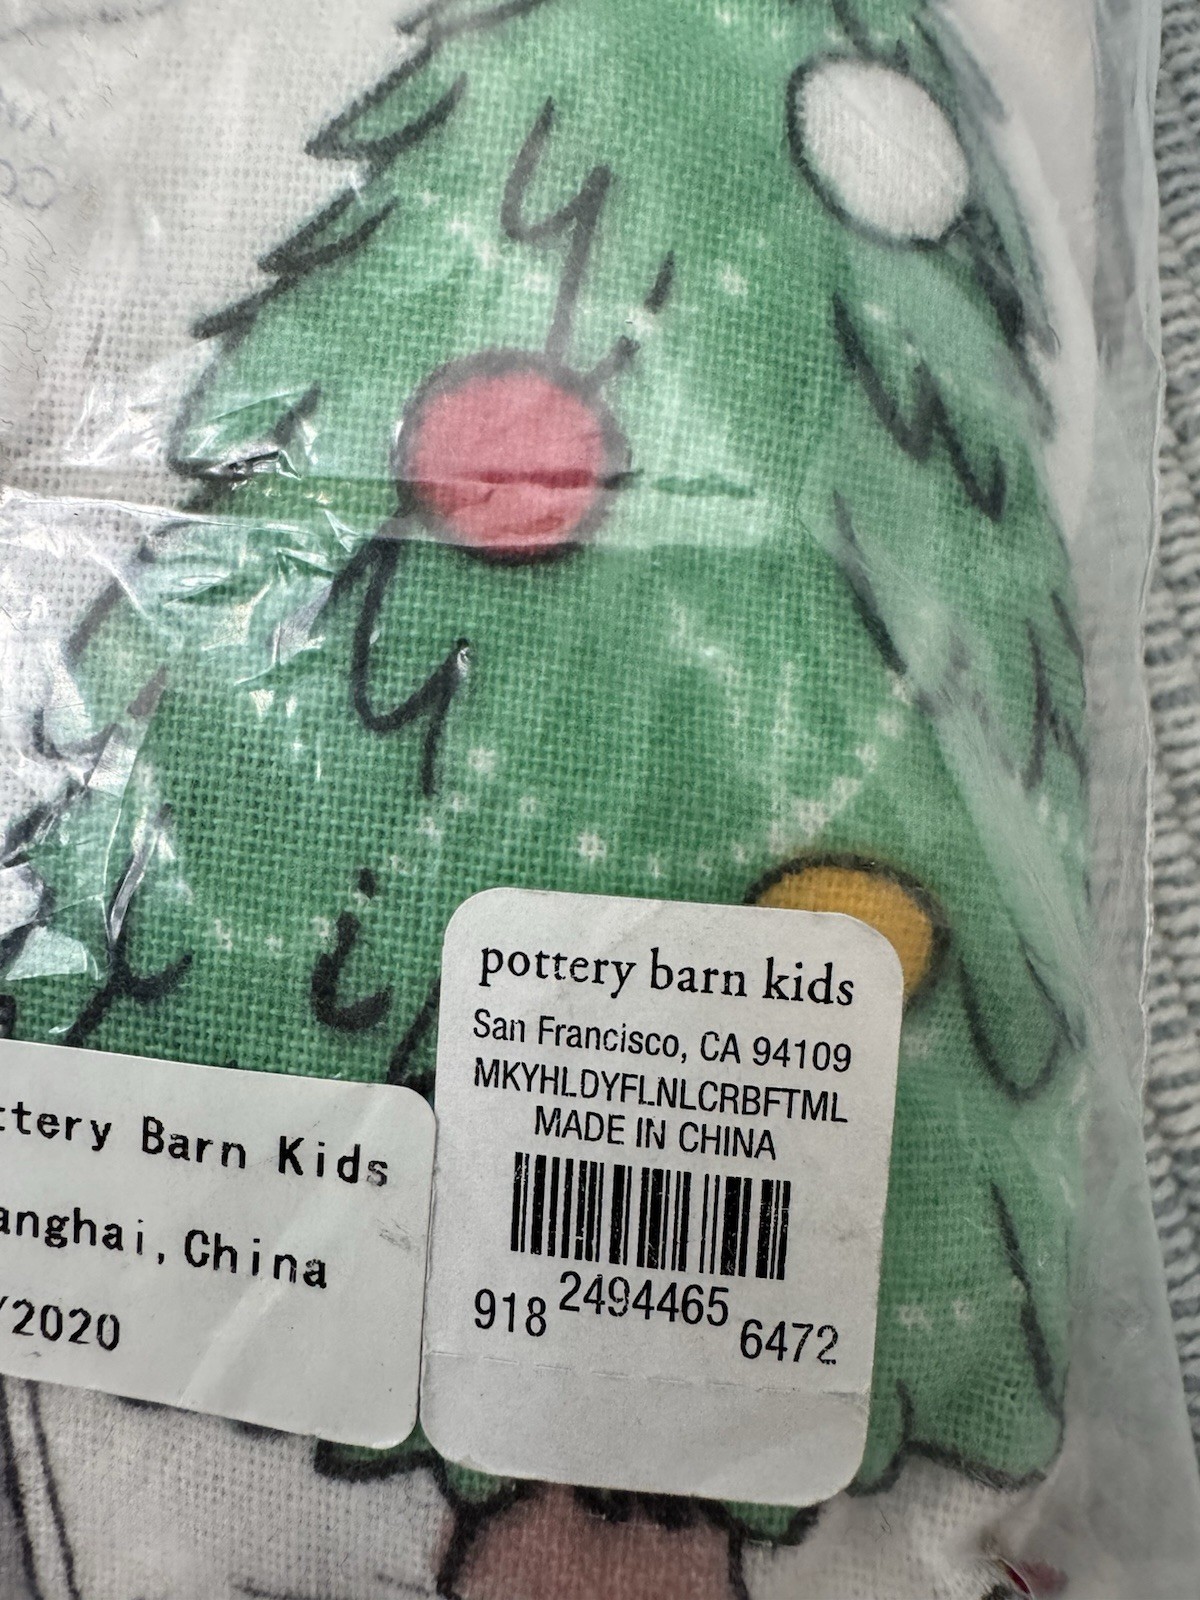 pottery barn kids
San Francisco, CA 94109
MKYHLDYFLNLCRBFTML
MADE IN CHINA
918 2494465 6472
ttery Barn Kids
anghai, China
/2020